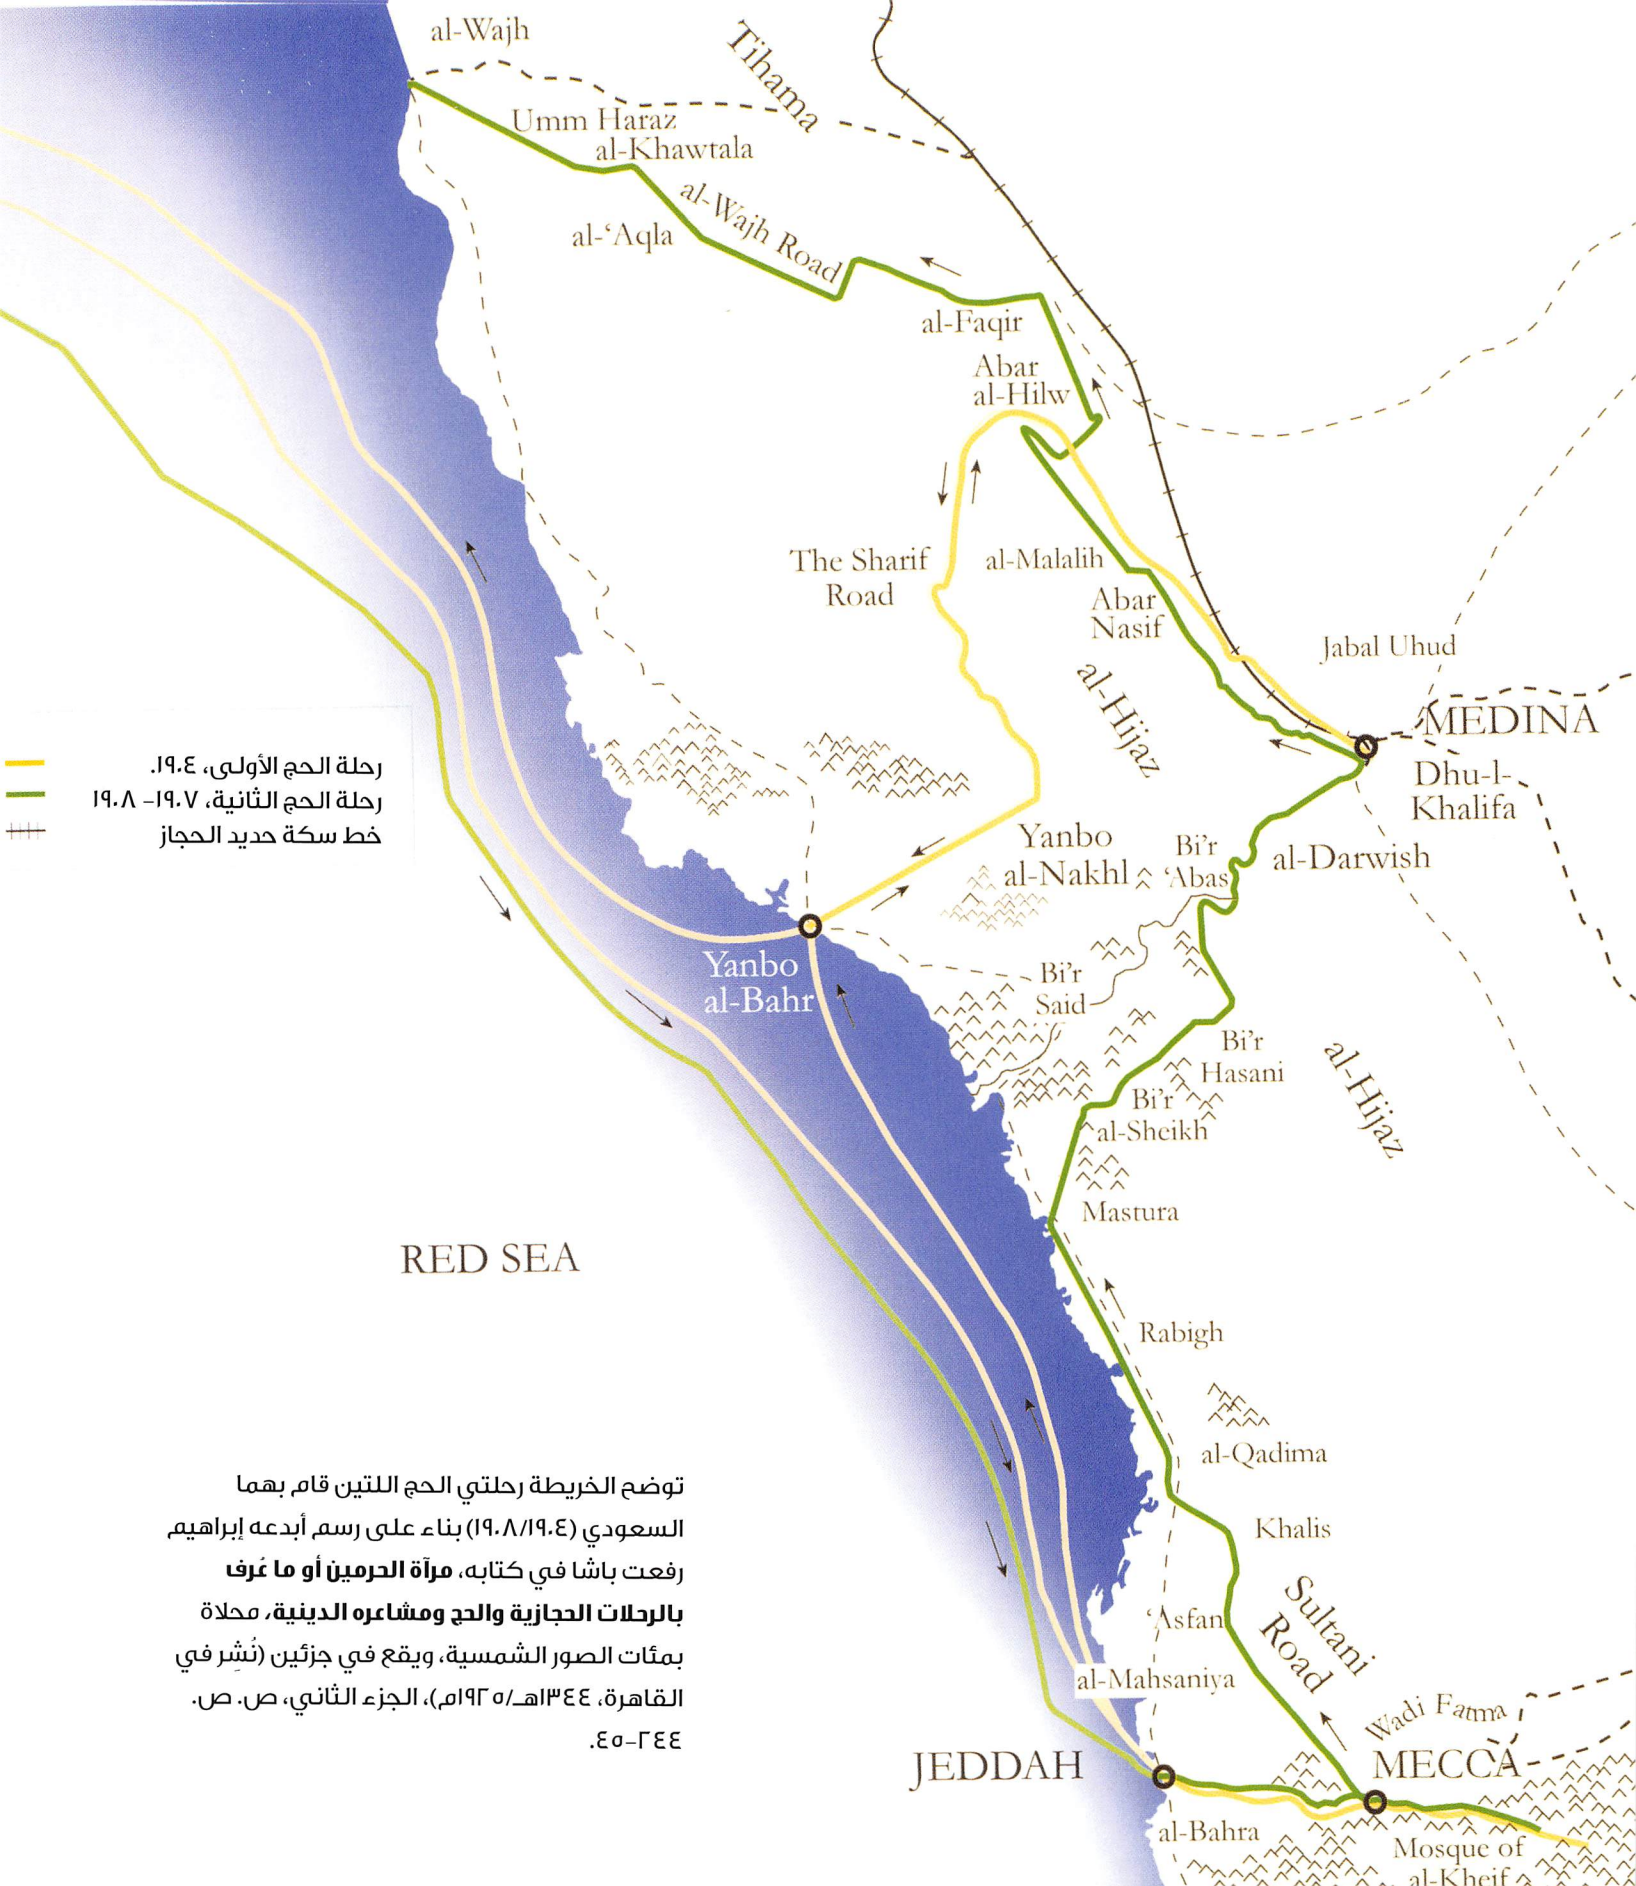 al-Wajh
Tihama
Umm Haraz
al-Khawtala
al-Wajh Road
al-‘Aqla
al-Faqir
Abar
al-Hilw
The Sharif
Road
al-Malalih
Abar
Nasif
Jabal Uhud
al-Hijaz
MEDINA
Dhu-l-
Khalifa
رحلة الحج الأولى، ١٩٠٤.
رحلة الحج الثانية، ١٩٠٧– ١٩٠٨
خط سكة حديد الحجاز
Yanbo
al-Nakhl
Bi’r
‘Abas
al-Darwish
Yanbo
al-Bahr
Bi’r
Said
Bi’r
Hasani
al-Hijaz
Bi’r
al-Sheikh
Mastura
RED SEA
Rabigh
al-Qadima
توضح الخريطة رحلتي الحج اللتين قام بهما
السعودي (١٩٠٨/١٩٠٤) بناء على رسم أبدعه إبراهيم
رفعت باشا في كتابه، مرآة الحرمين أو ما عُرف
بالرحلات الحجازية والحج ومشاعره الدينية، محلاة
بمئات الصور الشمسية، ويقع في جزئين (نُشِر في
القاهرة، ١٣٤٤هـ/١٩٢٥م)، الجزء الثاني، ص. ص.
٢٤٤–٤٥.
Khalis
‘Asfan
Sultani
Road
al-Mahsaniya
Wadi Fatma
JEDDAH
MECCA
al-Bahra
Mosque of
al-Kheif